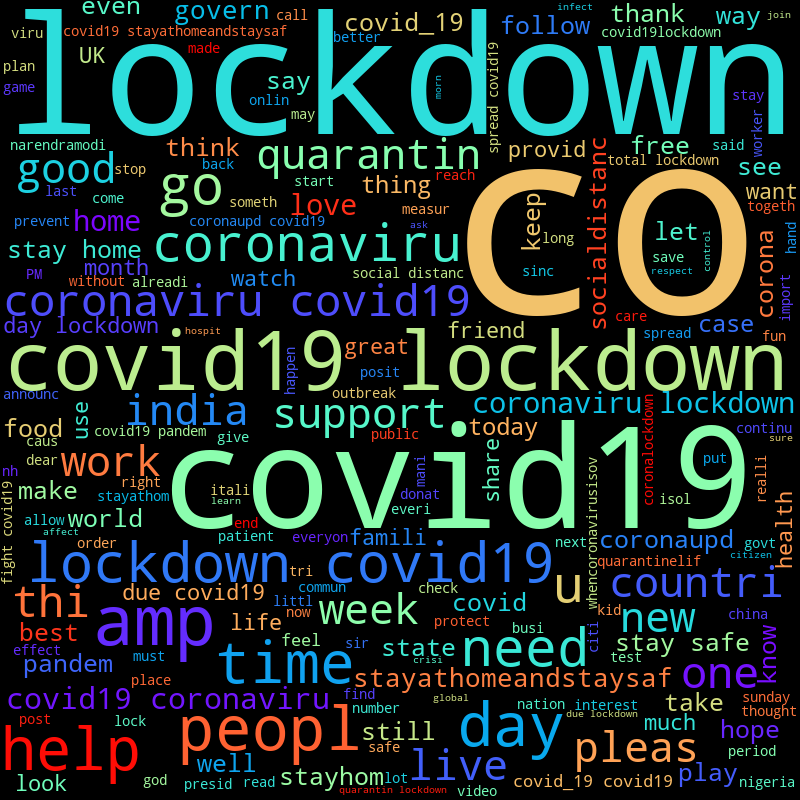 even
govern
call
covid_19
follow
thank
way
join
infect
viru
covid19 stayathomeandstaysaf
better
covid19lockdown
plan
UK
made
game
say
onlin
may
morn
spread covid19
stay
lockdown
narendramodi
think
quarantin
provid
free
said
worker
good
stop
back
start
reach
total lockdown
see
go
thing
co
want
last
come
someth
love
measur
keep
socialdistanc
togeth
prevent
home
coronaupd covid19
ask
long
let
control
corona
hand
stay home
coronaviru
save
PM
month
without
alreadi
watch
social distanc
sinc
respect
import
coronaviru covid19
care
day lockdown
hospit
friend
spread
case
fun
covid19 lockdown
great
happen
posit
announc
india
outbreak
coronaviru lockdown
food
use
support
today
coronalockdown
continu
caus
covid19 pandem
give
public
sure
dear
work
right
mani
share
covid19
put
realli
nh
itali
donat
isol
make
stayathom
learn
everi
health
fight covid19
allow
world
end
patient
everyon
famili
next
coronaupd
govt
affect
order
citizen
lockdown covid19
tri
whencoronavirusisov
quarantinelif
due covid19
commun
check
u
countri
thi
amp
littl
now
week
covid
kid
new
china
best
life
protect
busi
feel
sir
state
need
citi
test
stay safe
effect
must
time
crisi
one
know
pandem
place
stayathomeandstaysaf
covid19 coronaviru
find
global
nation
interest
take
sunday
post
lock
peopl
number
still
day
due lockdown
much
hope
thought
help
well
safe
live
pleas
period
look
god
presid
read
stayhom
lot
video
covid_19 covid19
play
nigeria
quarantin lockdown